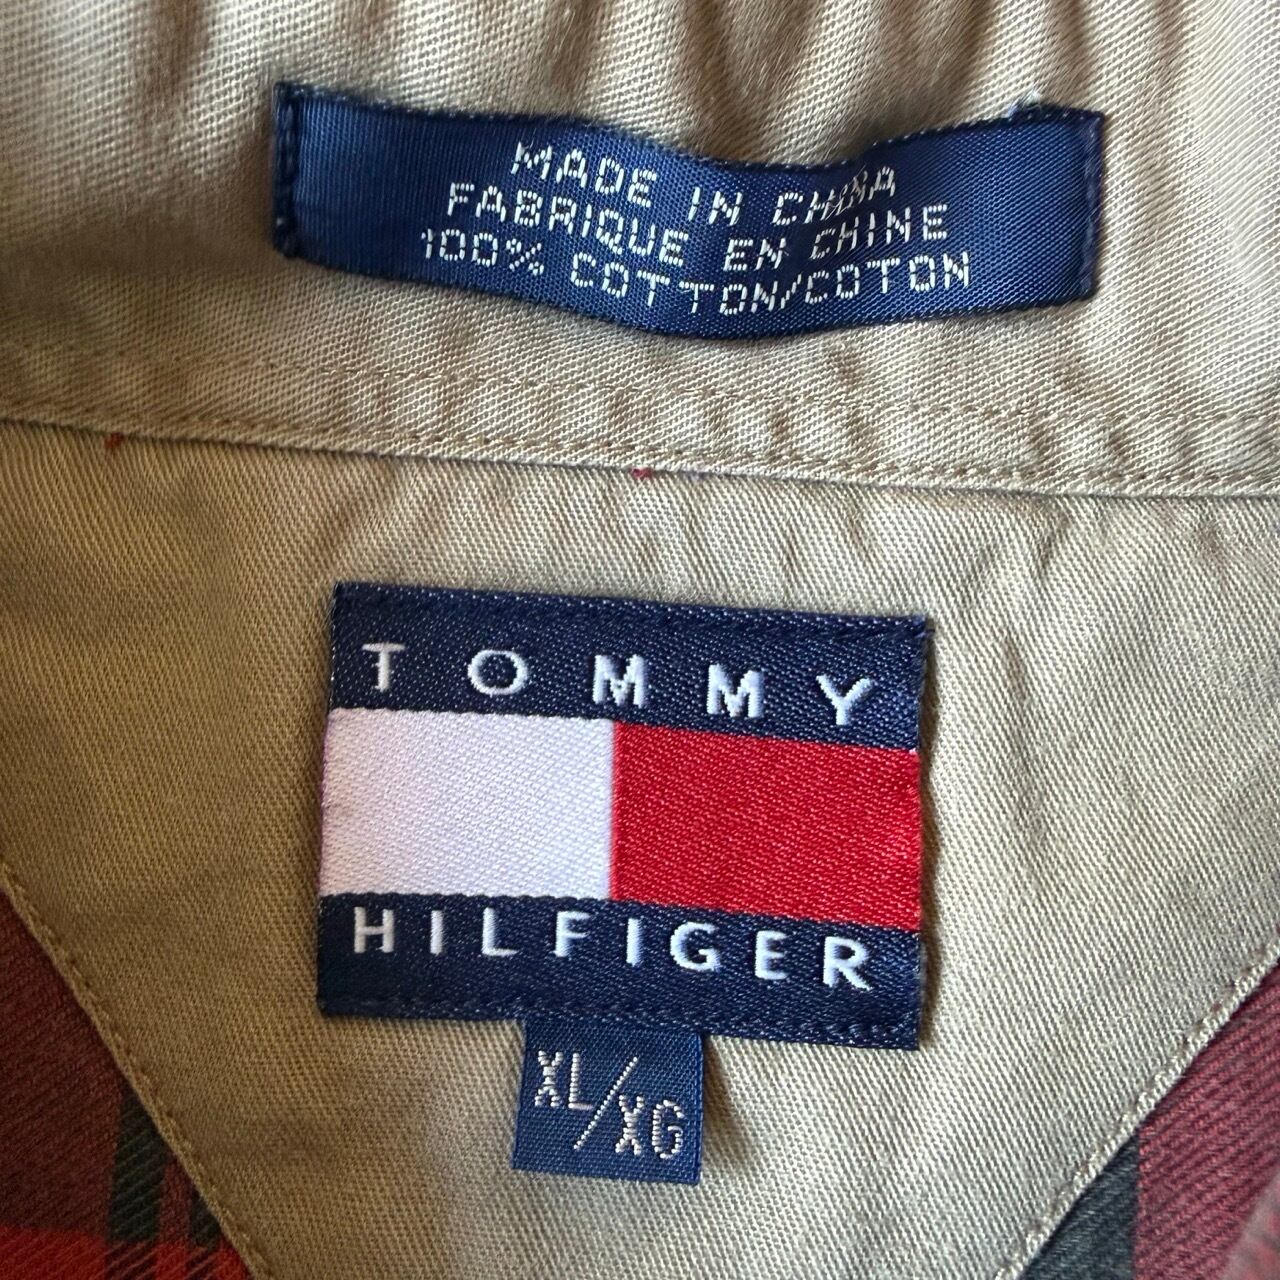 MADE IN CHINA
FABRIQUE EN CHINE
100% COTTON/COTON
TOMMY
HILFIGER
XL/XG